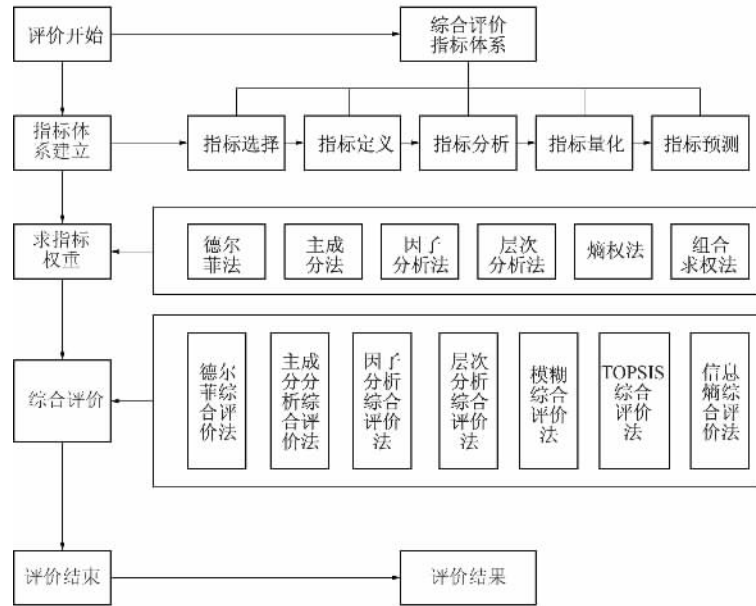 评价开始
综合评价
指标体系
指标体
系建立
指标选择
指标定义
指标分析
指标量化
指标预测
求指标
权重
德尔
菲法
主成
分法
因子
分析法
层次
分析法
熵权法
组合
求权法
综合评价
德尔
菲综
合评
价法
主成
分分
析综
合评
价法
因子
分析
综合
评价
法
层次
分析
综合
评价
法
模糊
综合
评价
法
TOPSIS
综合
评价
法
信息
熵综
合评
价法
评价结束
评价结果